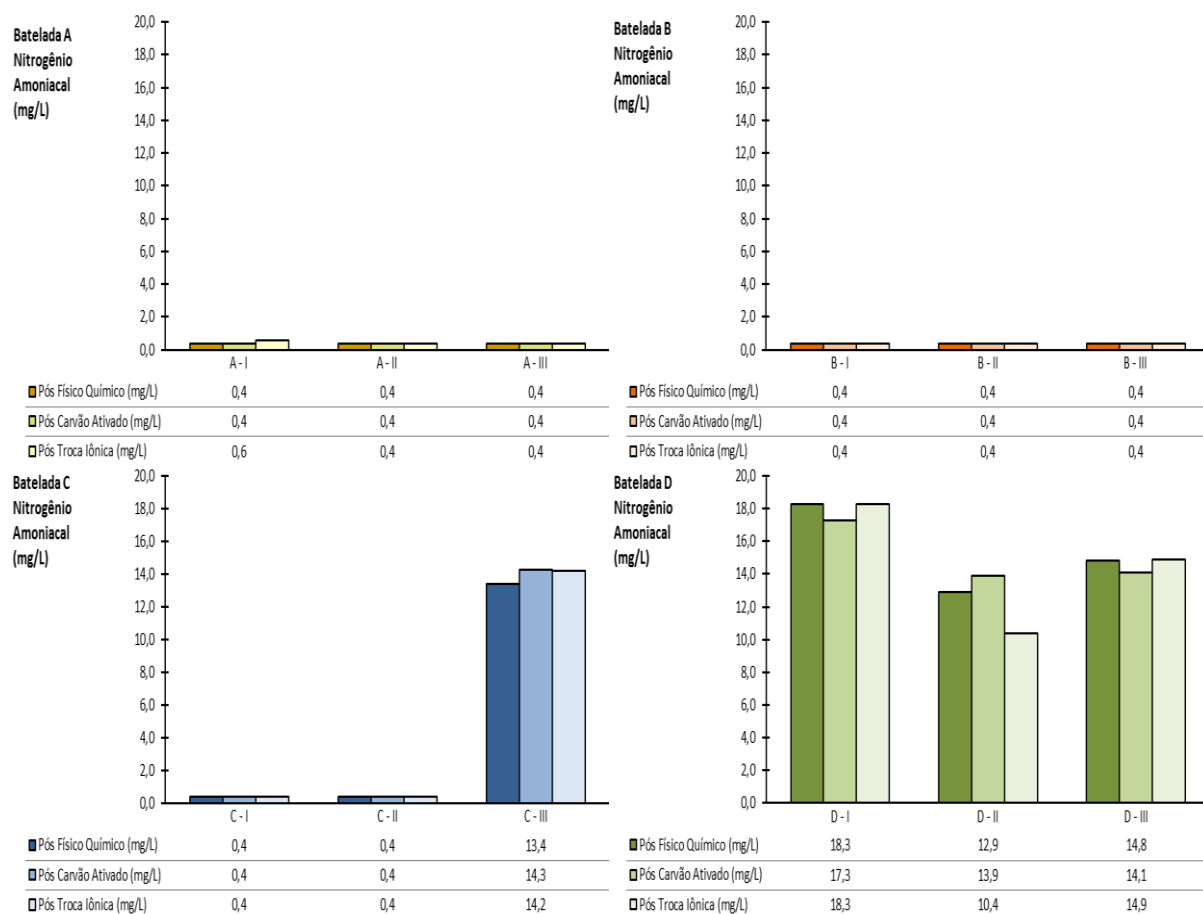 Batelada A
Nitrogênio
Amoniacal
(mg/L)
20,0
18,0
16,0
14,0
12,0
10,0
8,0
6,0
4,0
2,0
0,0
A - I A - II A - III
Pós Físico Químico (mg/L) 0,4 0,4 0,4
Pós Carvão Ativado (mg/L) 0,4 0,4 0,4
Pós Troca Iônica (mg/L) 0,6 0,4 0,4
Batelada B
Nitrogênio
Amoniacal
(mg/L)
20,0
18,0
16,0
14,0
12,0
10,0
8,0
6,0
4,0
2,0
0,0
B - I B - II B - III
Pós Físico Químico (mg/L) 0,4 0,4 0,4
Pós Carvão Ativado (mg/L) 0,4 0,4 0,4
Pós Troca Iônica (mg/L) 0,4 0,4 0,4
Batelada C
Nitrogênio
Amoniacal
(mg/L)
20,0
18,0
16,0
14,0
12,0
10,0
8,0
6,0
4,0
2,0
0,0
C - I C - II C - III
Pós Físico Químico (mg/L) 0,4 0,4 13,4
Pós Carvão Ativado (mg/L) 0,4 0,4 14,3
Pós Troca Iônica (mg/L) 0,4 0,4 14,2
Batelada D
Nitrogênio
Amoniacal
(mg/L)
20,0
18,0
16,0
14,0
12,0
10,0
8,0
6,0
4,0
2,0
0,0
D - I D - II D - III
Pós Físico Químico (mg/L) 18,3 12,9 14,8
Pós Carvão Ativado (mg/L) 17,3 13,9 14,1
Pós Troca Iônica (mg/L) 18,3 10,4 14,9